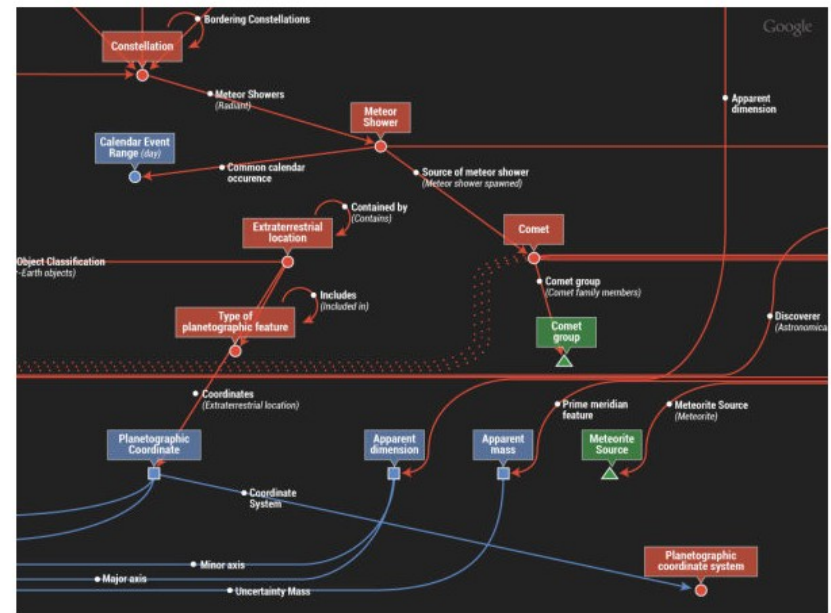 Bordering Constellations
Google
Constellation
Meteor Showers
(Radiant)
Apparent
dimension
Meteor
Shower
Calendar Event
Range (day)
Common calendar
occurence
Source of meteor shower
(Meteor shower spawned)
Contained by
(Contains)
Extraterrestrial
location
Comet
Object Classification
-Earth objects)
Comet group
(Comet family members)
Includes
(Included in)
Type of
planetographic feature
Comet
group
Discoverer
(Astronomica
Coordinates
(Extraterrestrial location)
Prime meridian
feature
Meteorite Source
(Meteorite)
Planetographic
Coordinate
Apparent
dimension
Apparent
mass
Meteorite
Source
Coordinate
System
Minor axis
Major axis
Uncertainty Mass
Planetographic
coordinate system